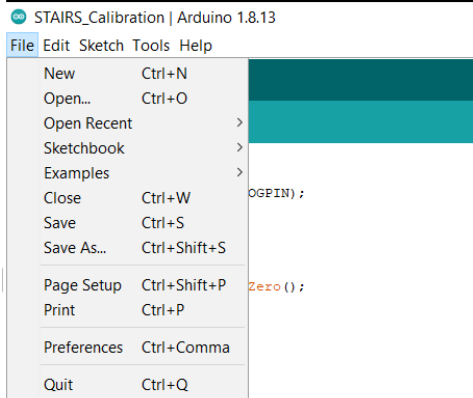 STAIRS_Calibration | Arduino 1.8.13
File Edit Sketch Tools Help
New Ctrl+N
Open... Ctrl+O
Open Recent >
Sketchbook >
Examples >
Close Ctrl+W
OGPIN);
Save Ctrl+S
Save As... Ctrl+Shift+S
Page Setup Ctrl+Shift+P
Zero();
Print Ctrl+P
Preferences Ctrl+Comma
Quit Ctrl+Q